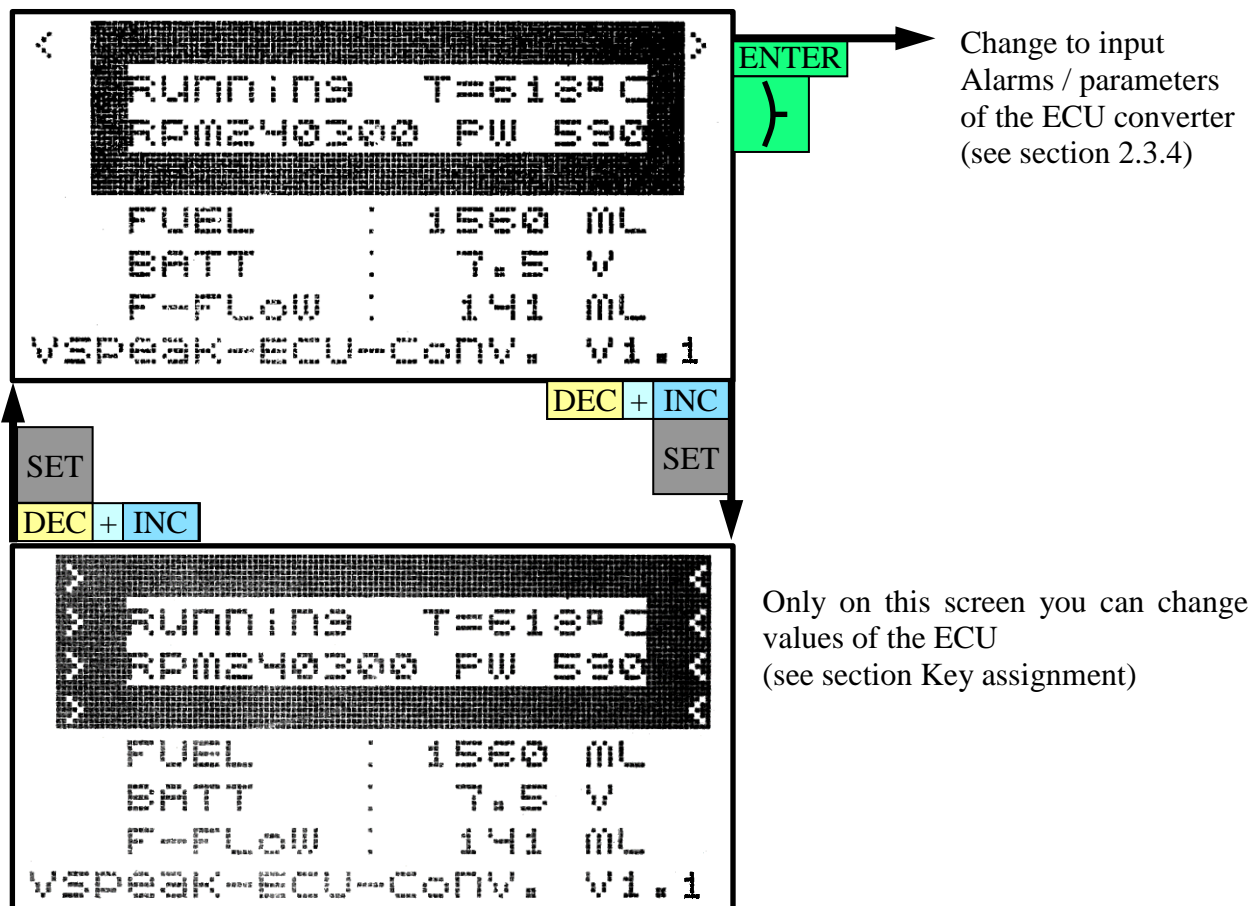 < >
Running T=618°C
RPM240300 PW 590
FUEL : 1560 ML
BATT : 7.5 V
F-FLoW : 141 ML
VSPeaK-ECU-ConV. V1.1
ENTER
Change to input
Alarms / parameters
of the ECU converter
(see section 2.3.4)
DEC + INC
SET
SET
DEC + INC
> <
> Running T=618°C <
> RPM240300 PW 590 <
> <
FUEL : 1560 ML
BATT : 7.5 V
F-FLoW : 141 ML
VSPeaK-ECU-ConV. V1.1
Only on this screen you can change
values of the ECU
(see section Key assignment)